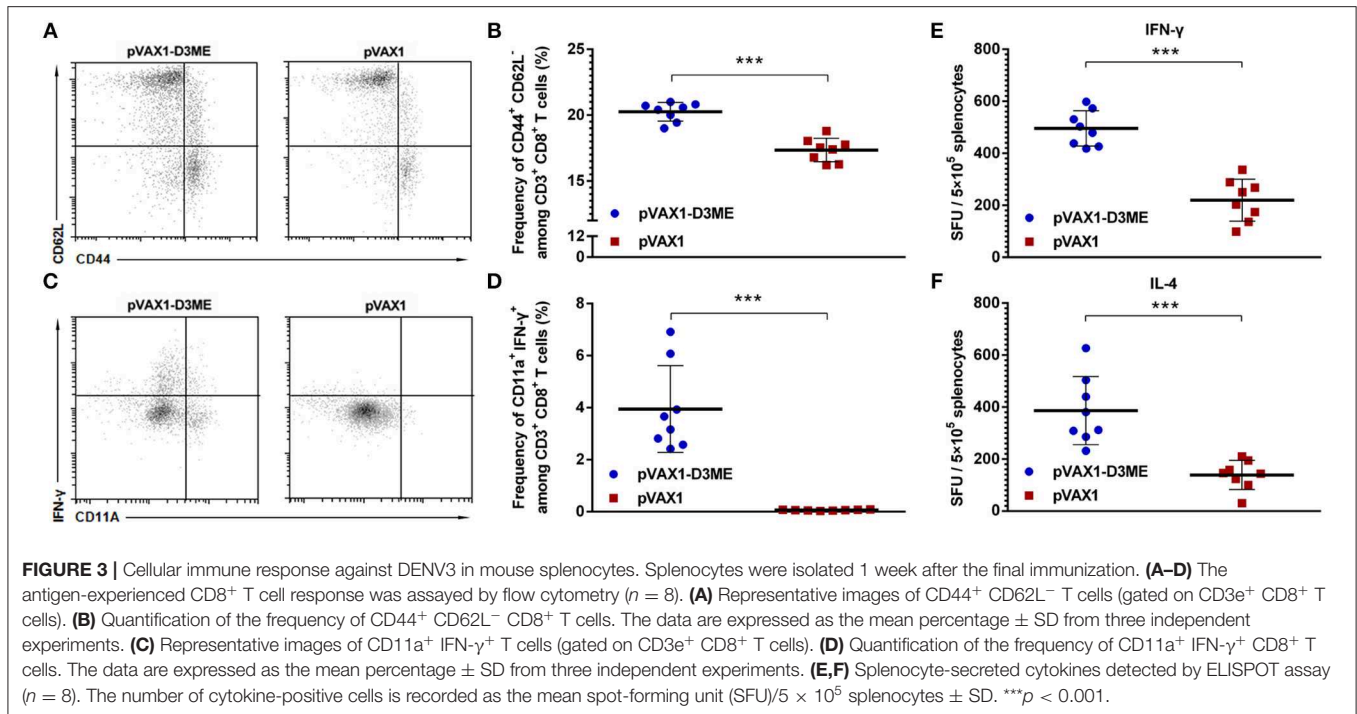 A
pVAX1-D3ME
pVAX1
CD62L
CD44
B
Frequency of CD44⁺ CD62L⁻
among CD3⁺ CD8⁺ T cells (%)
25
20
15
12
0
***
pVAX1-D3ME
pVAX1
E
IFN-γ
SFU / 5×10⁵ splenocytes
800
600
400
200
0
***
pVAX1-D3ME
pVAX1
C
pVAX1-D3ME
pVAX1
IFN-γ
CD11A
D
Frequency of CD11a⁺ IFN-γ⁺
among CD3⁺ CD8⁺ T cells (%)
8
6
4
2
0
***
pVAX1-D3ME
pVAX1
F
IL-4
SFU / 5×10⁵ splenocytes
800
600
400
200
0
***
pVAX1-D3ME
pVAX1
FIGURE 3 | Cellular immune response against DENV3 in mouse splenocytes. Splenocytes were isolated 1 week after the final immunization. (A–D) The
antigen-experienced CD8⁺ T cell response was assayed by flow cytometry (n = 8). (A) Representative images of CD44⁺ CD62L⁻ T cells (gated on CD3e⁺ CD8⁺ T
cells). (B) Quantification of the frequency of CD44⁺ CD62L⁻ CD8⁺ T cells. The data are expressed as the mean percentage ± SD from three independent
experiments. (C) Representative images of CD11a⁺ IFN-γ⁺ T cells (gated on CD3e⁺ CD8⁺ T cells). (D) Quantification of the frequency of CD11a⁺ IFN-γ⁺ CD8⁺ T
cells. The data are expressed as the mean percentage ± SD from three independent experiments. (E,F) Splenocyte-secreted cytokines detected by ELISPOT assay
(n = 8). The number of cytokine-positive cells is recorded as the mean spot-forming unit (SFU)/5 × 10⁵ splenocytes ± SD. ***p < 0.001.